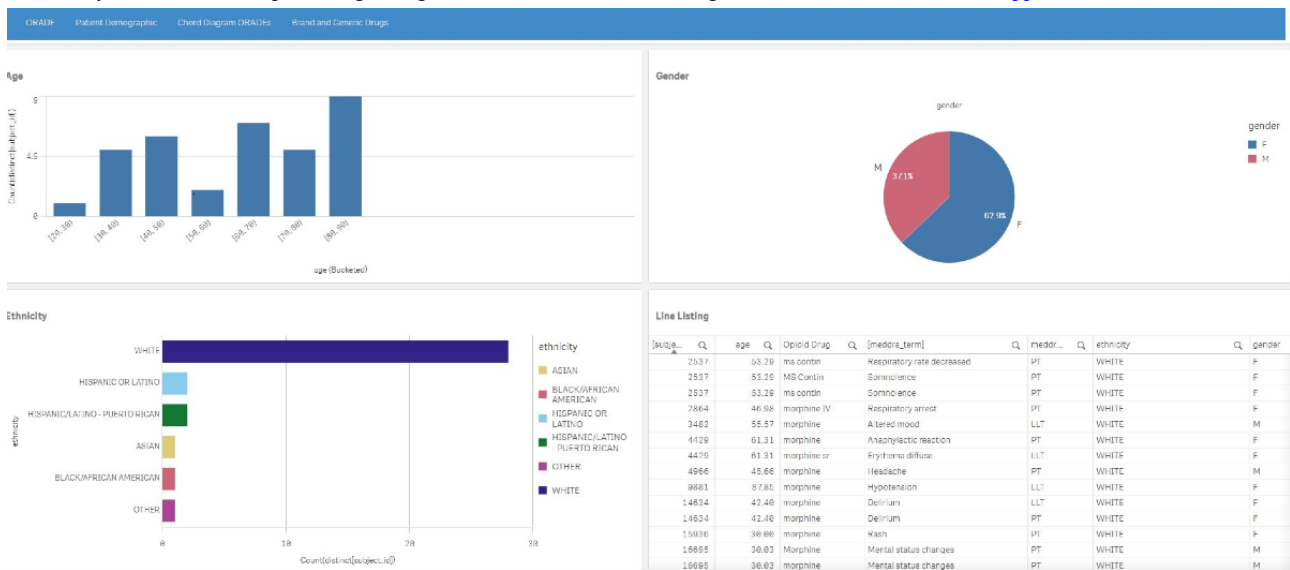 ORADE Patient Demographic Chord Diagram ORADEs Brand and Generic Drugs
Age
Count(distinct[subject_id])
9
4.5
0
[20, 30) [30, 40) [40, 50) [50, 60) [60, 70) [70, 80) [80, 90)
age (Bucketed)
Gender
gender
M
37.1%
62.9%
F
gender
F
M
Ethnicity
ethnicity
WHITE
HISPANIC OR LATINO
HISPANIC/LATINO - PUERTO RICAN
ASIAN
BLACK/AFRICAN AMERICAN
OTHER
0 10 20 30
Count(distinct[subject_id])
ethnicity
ASIAN
BLACK/AFRICAN
AMERICAN
HISPANIC OR
LATINO
HISPANIC/LATINO
- PUERTO RICAN
OTHER
WHITE
Line Listing
[subje... age Opioid Drug [meddra_term] meddr... ethnicity gender
2537 53.29 ms contin Respiratory rate decreased PT WHITE F
2537 53.29 MS Contin Somnolence PT WHITE F
2537 53.29 ms contin Somnolence PT WHITE F
2864 46.98 morphine IV Respiratory arrest PT WHITE F
3482 55.57 morphine Altered mood LLT WHITE M
4429 61.31 morphine Anaphylactic reaction PT WHITE F
4429 61.31 morphine sr Erythema diffuse LLT WHITE F
4966 45.66 morphine Headache PT WHITE M
9881 87.85 morphine Hypotension LLT WHITE F
14634 42.40 morphine Delirium LLT WHITE F
14634 42.40 morphine Delirium PT WHITE F
15936 30.00 morphine Rash PT WHITE F
16695 30.03 Morphine Mental status changes PT WHITE M
16695 30.03 morphine Mental status changes PT WHITE M